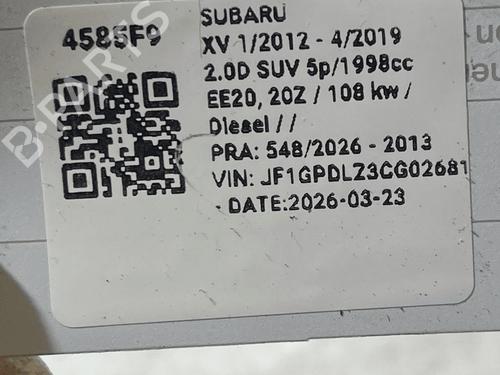 4585F9
SUBARU
XV 1/2012 - 4/2019
2.0D SUV 5p/1998cc
EE20, 20Z / 108 kw /
Diesel / /
PRA: 548/2026 - 2013
VIN: JF1GPDLZ3CG02681
- DATE:2026-03-23
B-PARTS